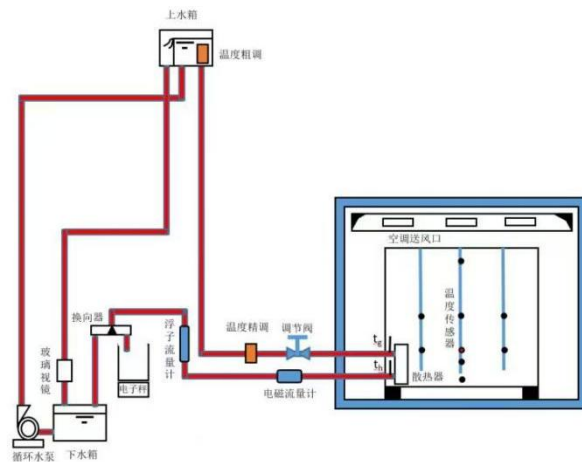 上水箱
温度粗调
空调送风口
换向器
浮子流量计
温度精调
调节阀
tg
温度传感器
玻璃视镜
th
散热器
电子秤
电磁流量计
循环水泵
下水箱